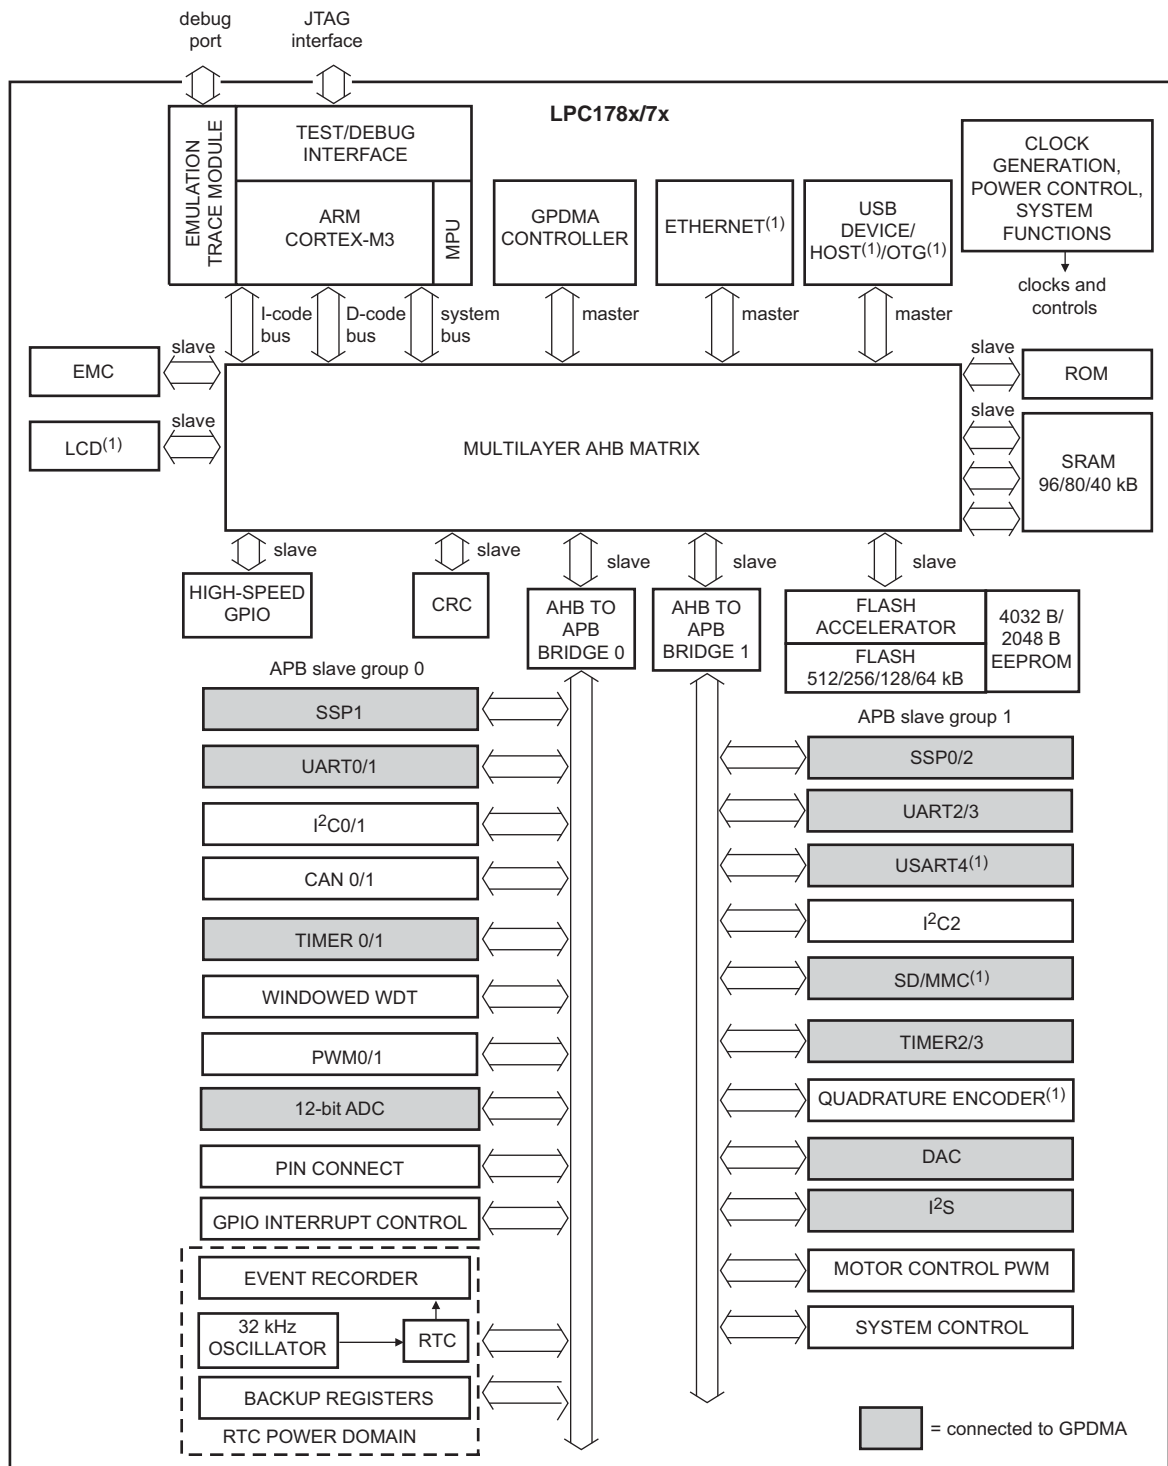 debug
port
JTAG
interface
LPC178x/7x
EMULATION
TRACE MODULE
TEST/DEBUG
INTERFACE
ARM
CORTEX-M3
MPU
GPDMA
CONTROLLER
ETHERNET(1)
USB
DEVICE/
HOST(1)/OTG(1)
CLOCK
GENERATION,
POWER CONTROL,
SYSTEM
FUNCTIONS
clocks and
controls
I-code
bus
D-code
bus
system
bus
master
master
master
slave
EMC
slave
LCD(1)
MULTILAYER AHB MATRIX
slave
ROM
slave
SRAM
96/80/40 kB
slave
slave
slave
slave
slave
HIGH-SPEED
GPIO
CRC
AHB TO
APB
BRIDGE 0
AHB TO
APB
BRIDGE 1
FLASH
ACCELERATOR
FLASH
512/256/128/64 kB
4032 B/
2048 B
EEPROM
APB slave group 0
SSP1
UART0/1
I2C0/1
CAN 0/1
TIMER 0/1
WINDOWED WDT
PWM0/1
12-bit ADC
PIN CONNECT
GPIO INTERRUPT CONTROL
EVENT RECORDER
32 kHz
OSCILLATOR
RTC
BACKUP REGISTERS
RTC POWER DOMAIN
APB slave group 1
SSP0/2
UART2/3
USART4(1)
I2C2
SD/MMC(1)
TIMER2/3
QUADRATURE ENCODER(1)
DAC
I2S
MOTOR CONTROL PWM
SYSTEM CONTROL
= connected to GPDMA